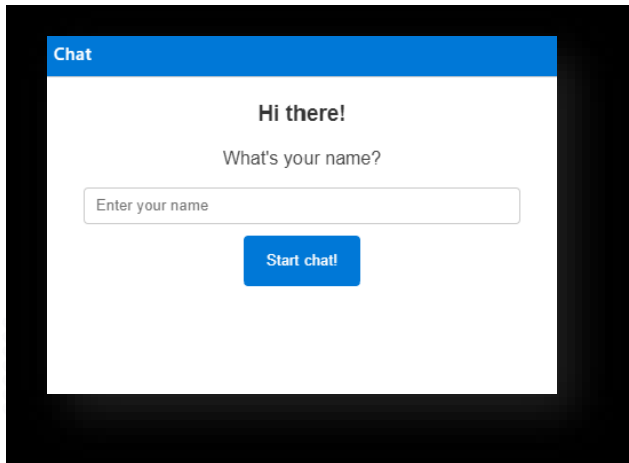 Chat
Hi there!
What's your name?
Enter your name
Start chat!